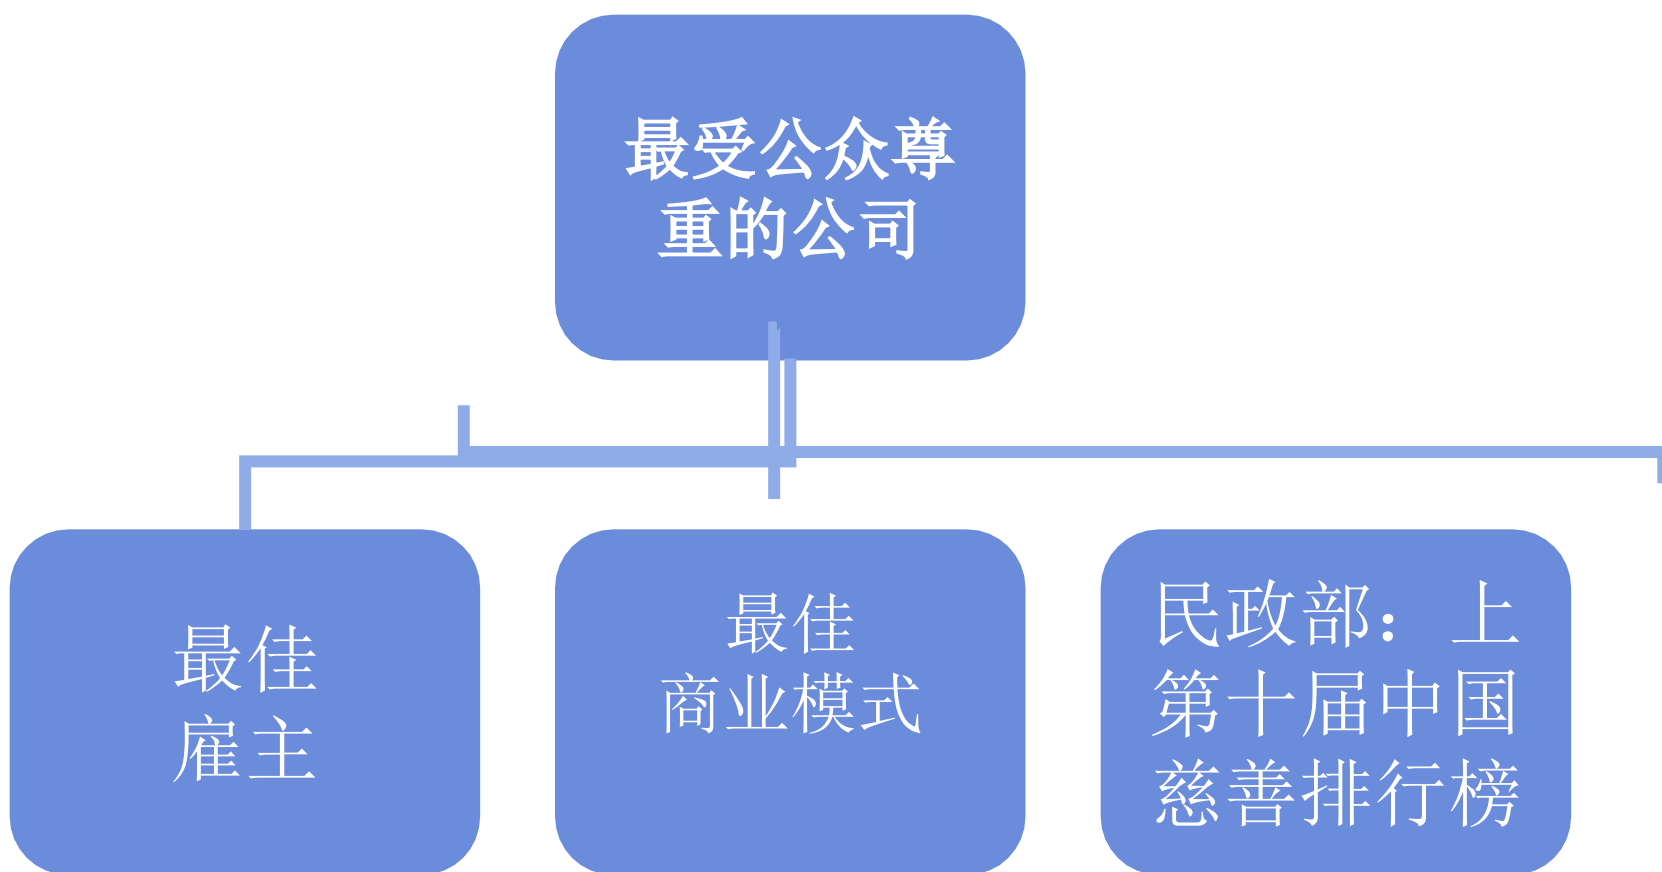 最受公众尊
重的公司
最佳
雇主
最佳
商业模式
民政部：上
第十届中国
慈善排行榜